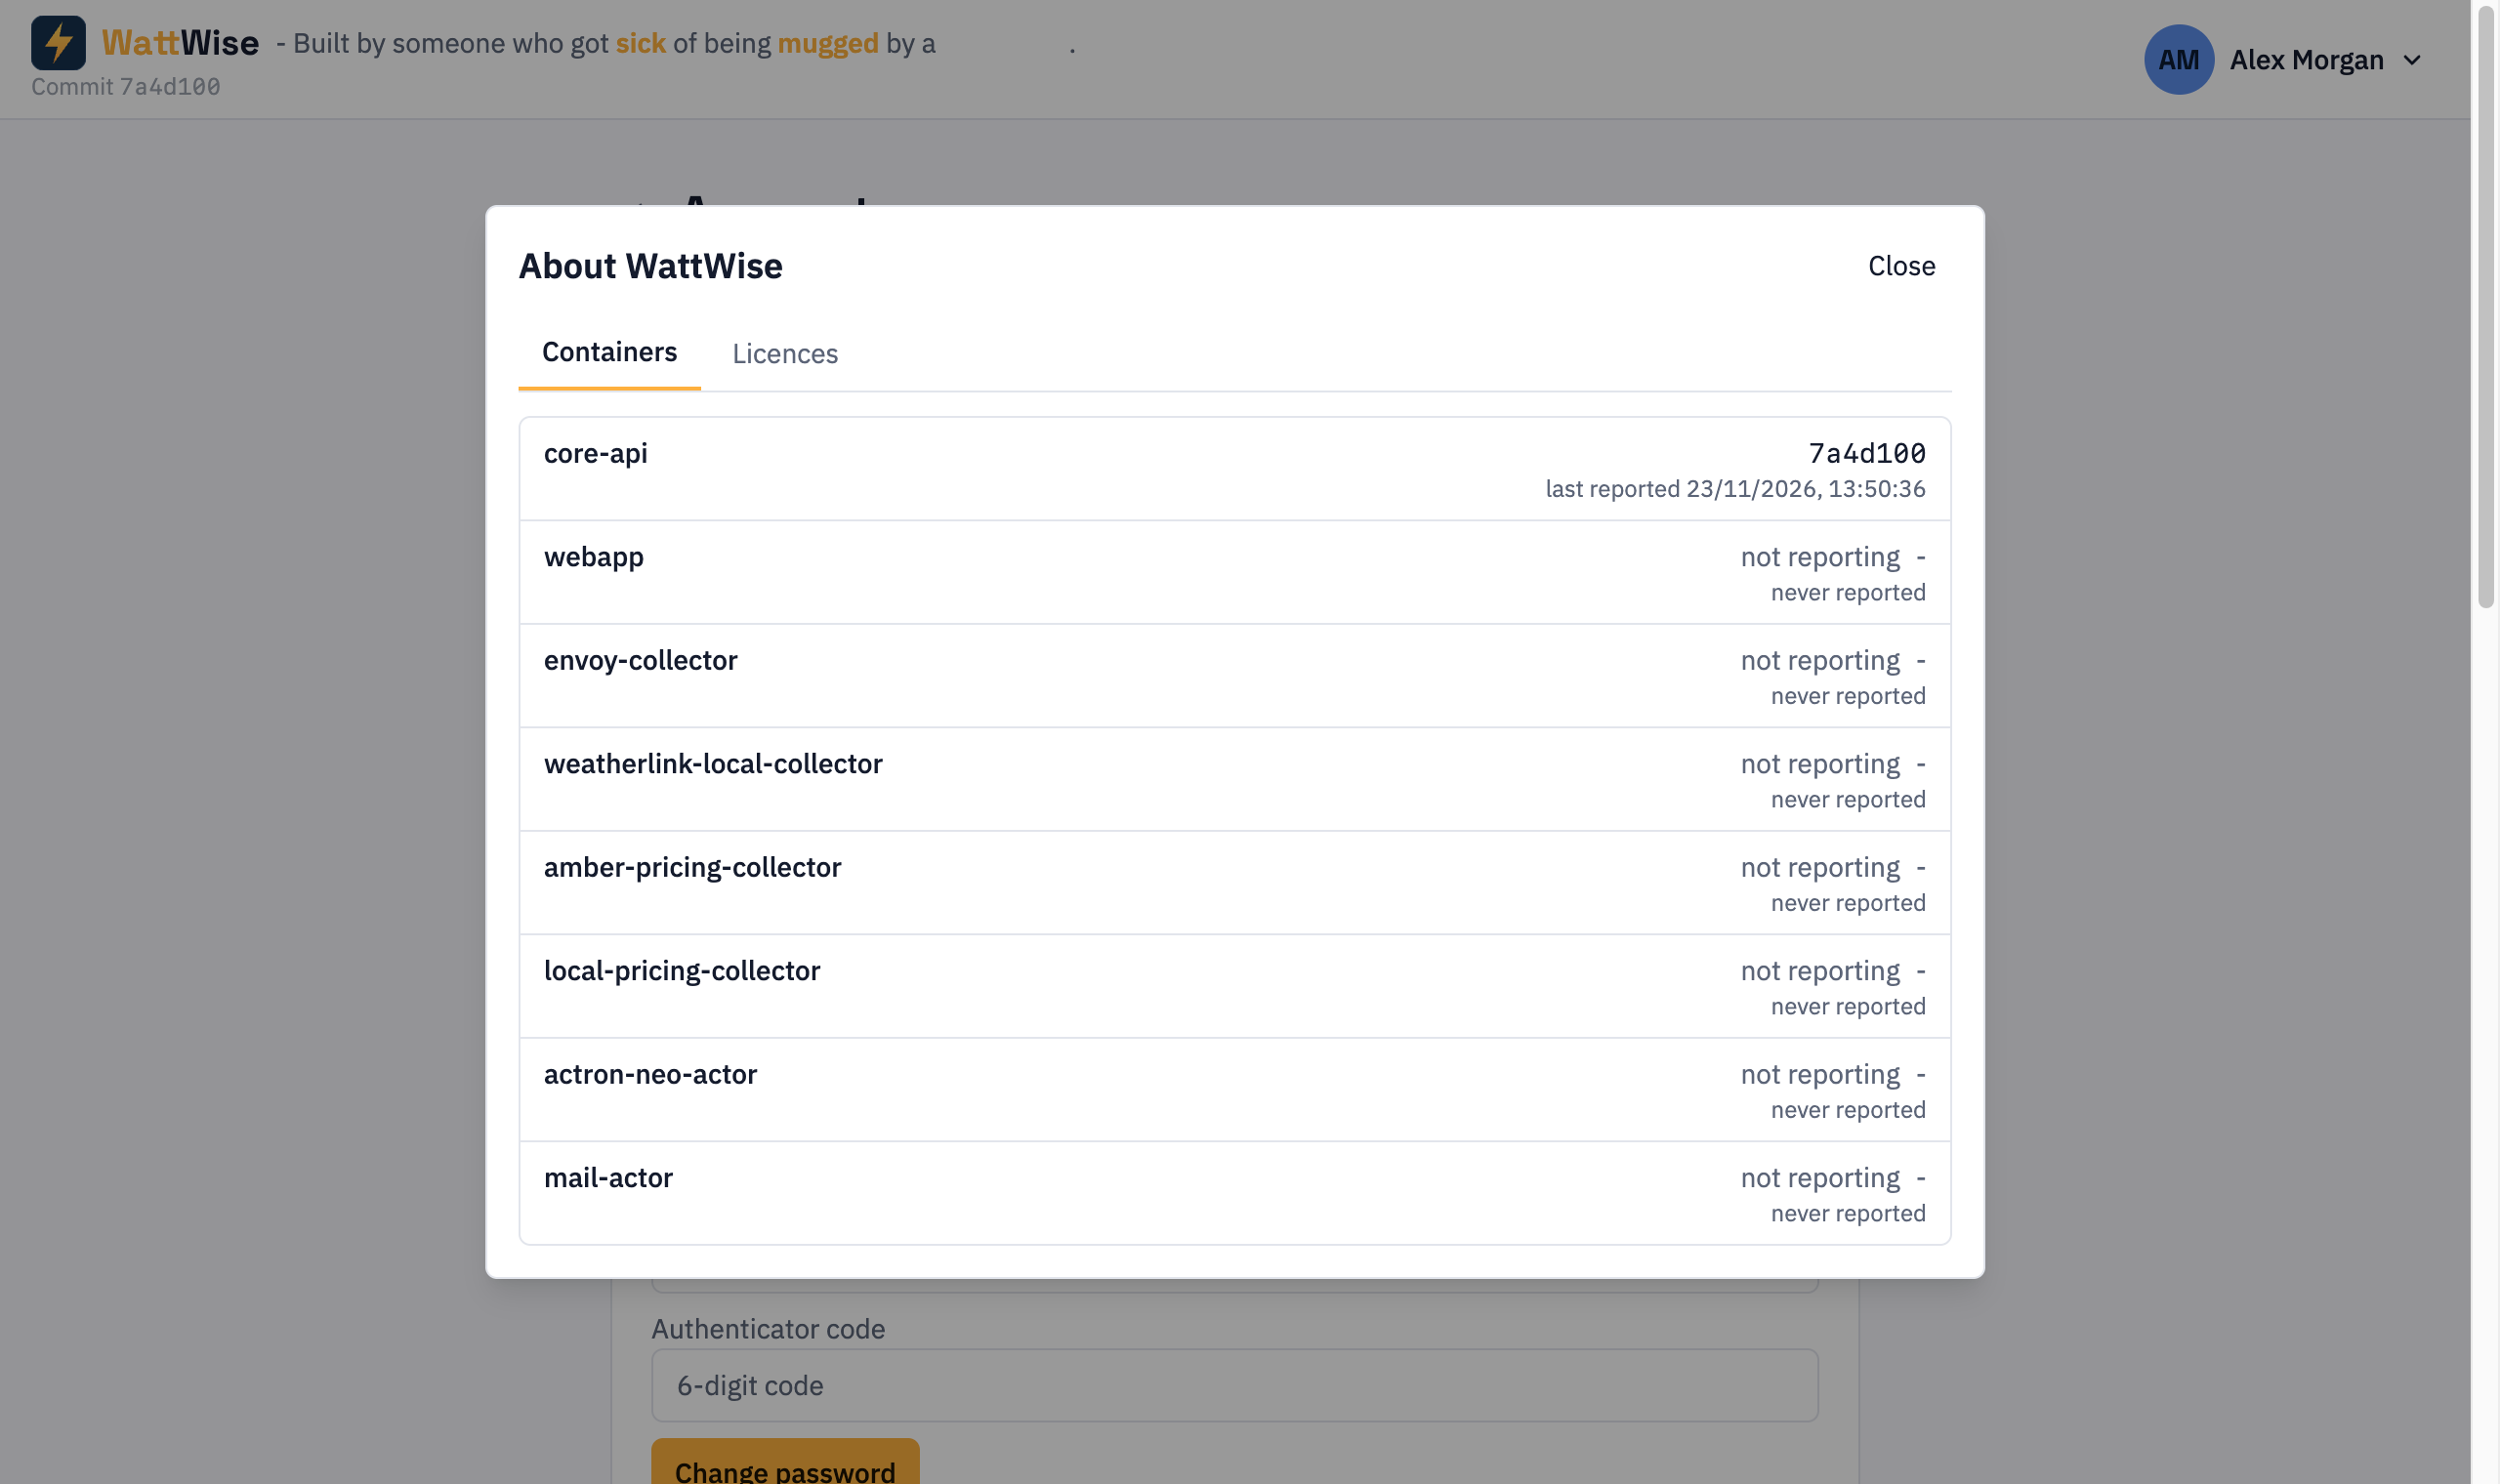 WattWise - Built by someone who got sick of being mugged by a .
Commit 7a4d100
AM Alex Morgan
About WattWise
Close
Containers
Licences
core-api
7a4d100
last reported 23/11/2026, 13:50:36
webapp
not reporting -
never reported
envoy-collector
not reporting -
never reported
weatherlink-local-collector
not reporting -
never reported
amber-pricing-collector
not reporting -
never reported
local-pricing-collector
not reporting -
never reported
actron-neo-actor
not reporting -
never reported
mail-actor
not reporting -
never reported
Authenticator code
6-digit code
Change password